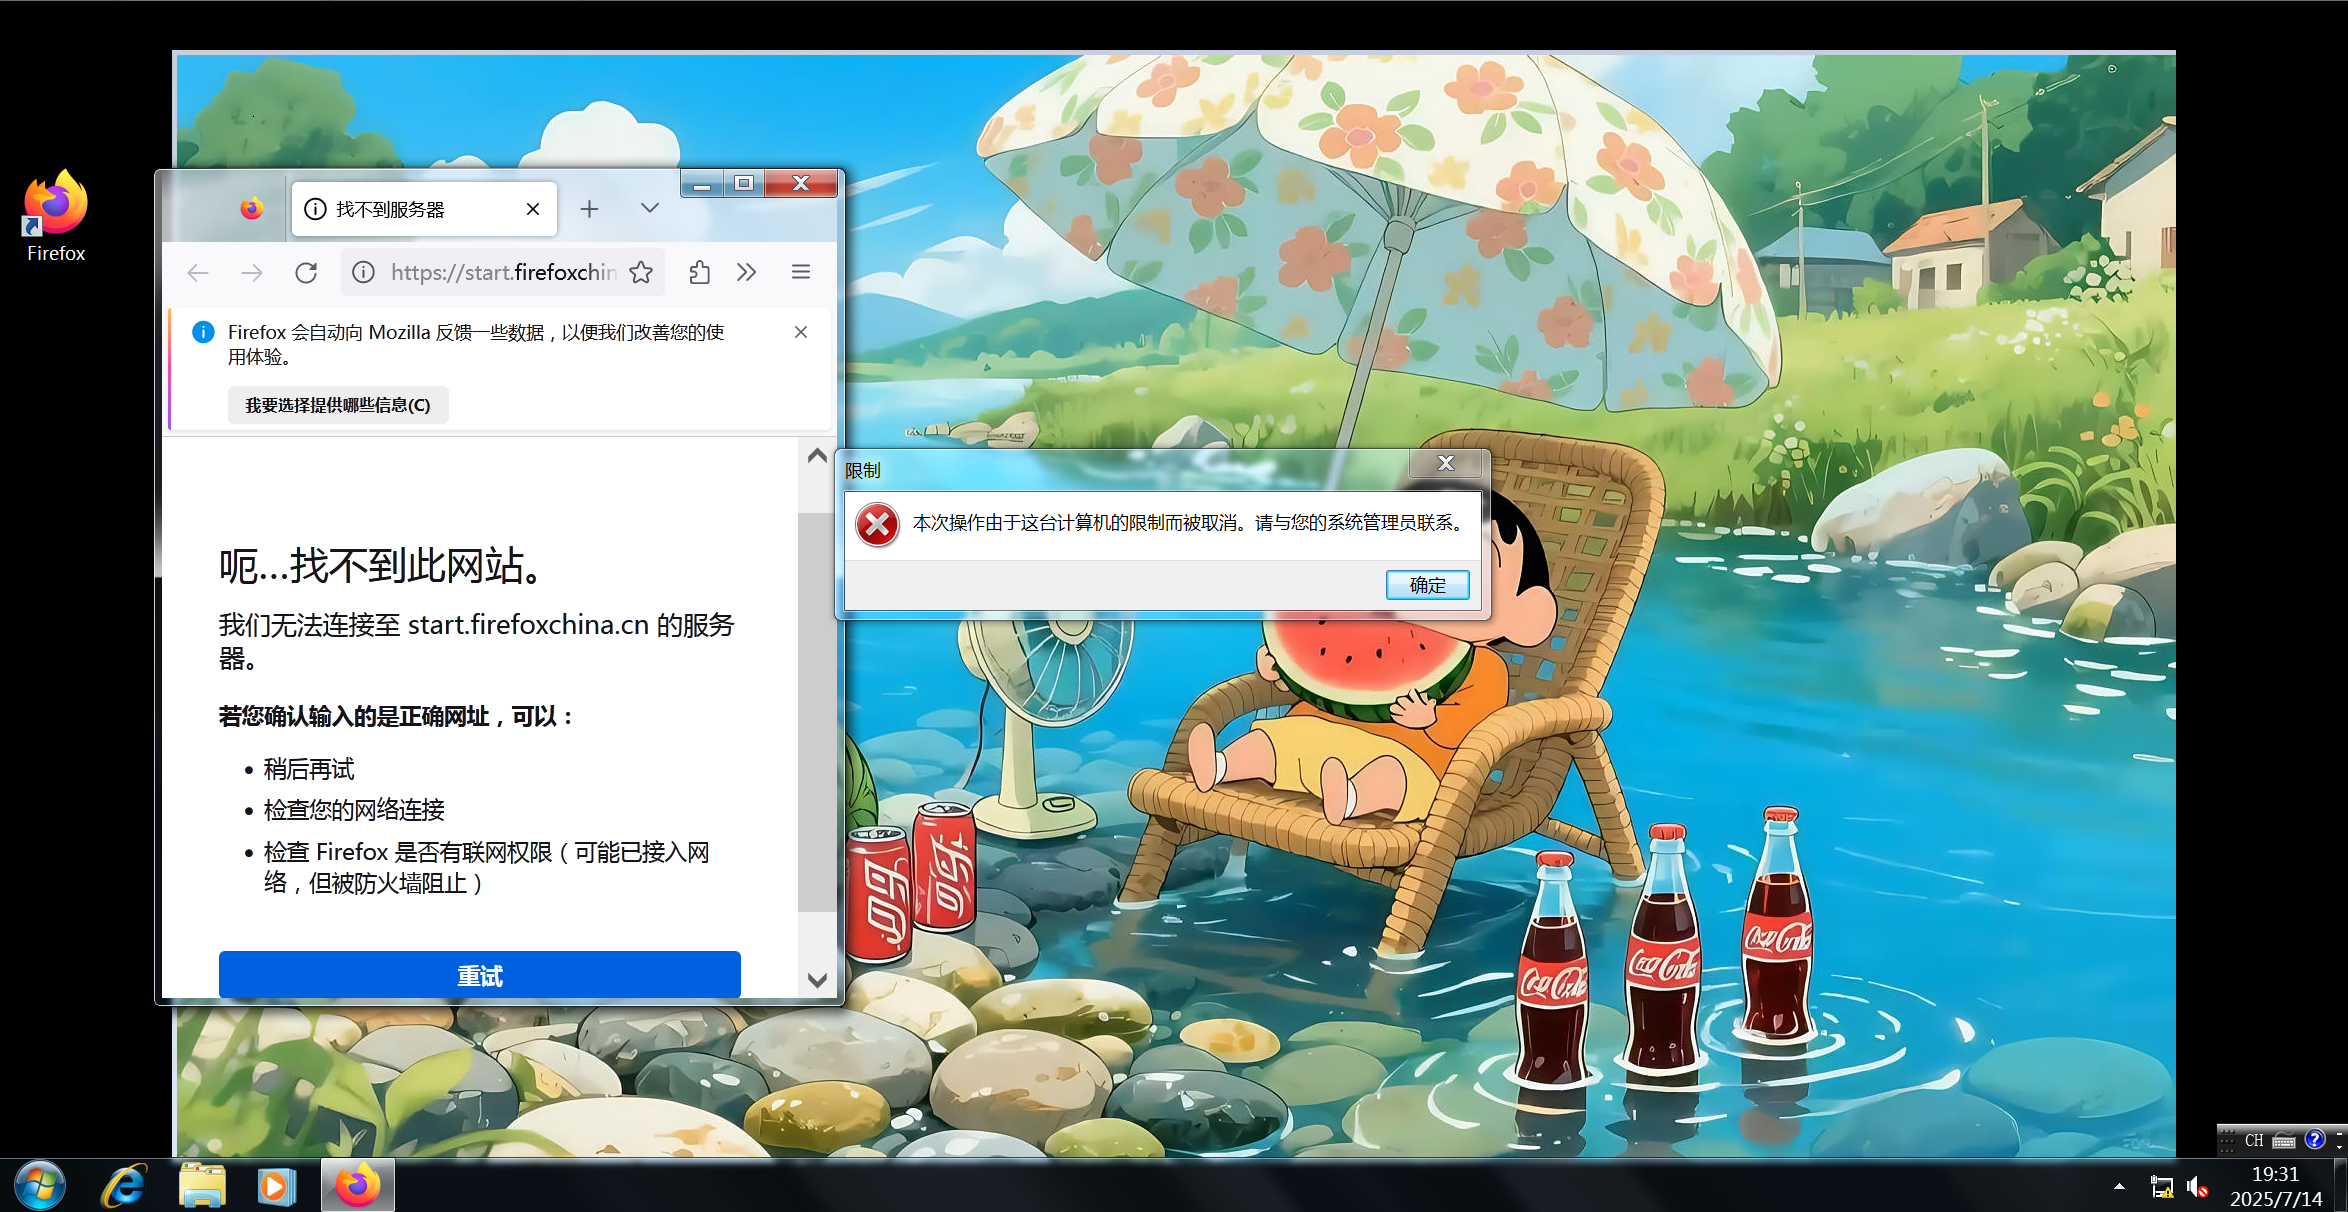 Firefox
找不到服务器
https://start.firefoxchin
Firefox 会自动向 Mozilla 反馈一些数据，以便我们改善您的使
用体验。
我要选择提供哪些信息(C)
呃…找不到此网站。
我们无法连接至 start.firefoxchina.cn 的服务
器。
若您确认输入的是正确网址，可以：
• 稍后再试
• 检查您的网络连接
• 检查 Firefox 是否有联网权限（可能已接入网
络，但被防火墙阻止）
重试
限制
本次操作由于这台计算机的限制而被取消。请与您的系统管理员联系。
确定
CH
19:31
2025/7/14